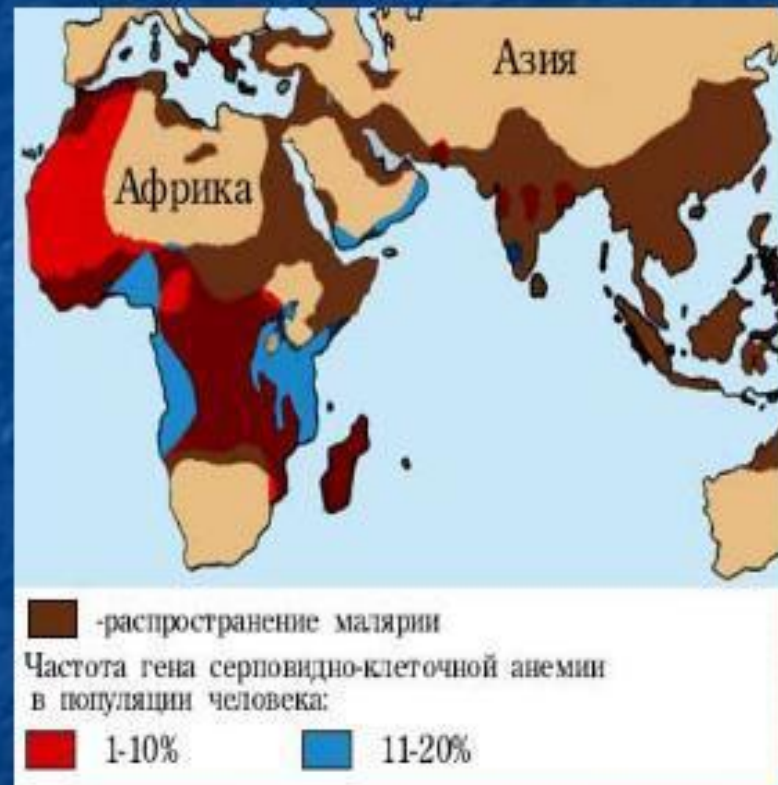 Азия
Африка
-распространение малярии
Частота гена серповидно-клеточной анемии
в популяции человека:
1-10%
11-20%